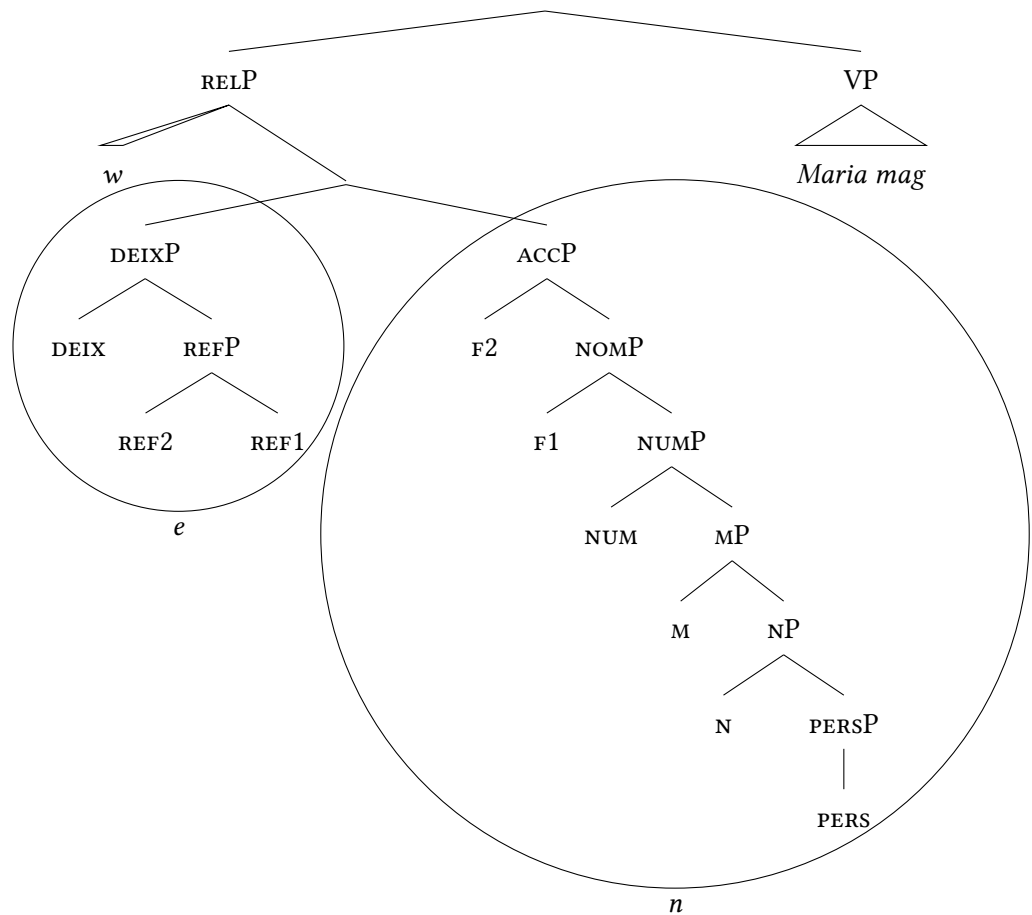 RELP VP
w Maria mag
DEIXP ACCP
DEIX REFP F2 NOMP
REF2 REF1 F1 NUMP
e NUM MP
M NP
N PERSP
PERS
n